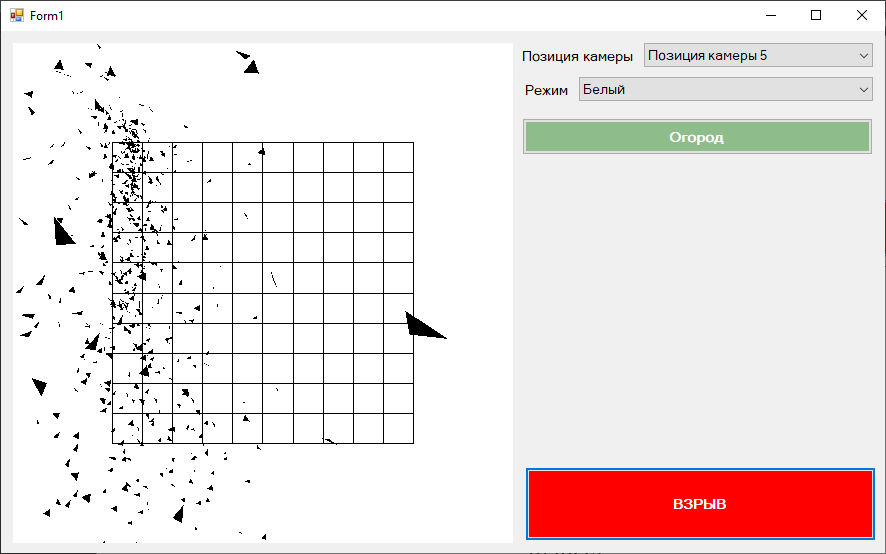 Form1
Позиция камеры
Позиция камеры 5
Режим
Белый
Огород
ВЗРЫВ